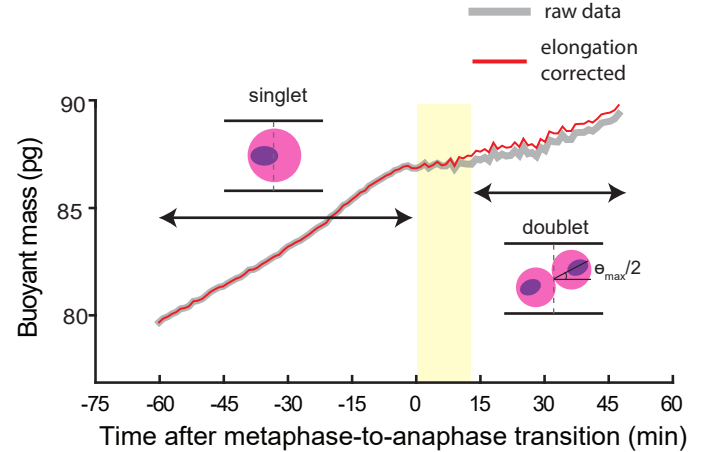 raw data
elongation
corrected
singlet
doublet
ɵmax/2
90
85
80
Buoyant mass (pg)
-75 -60 -45 -30 -15 0 15 30 45 60
Time after metaphase-to-anaphase transition (min)